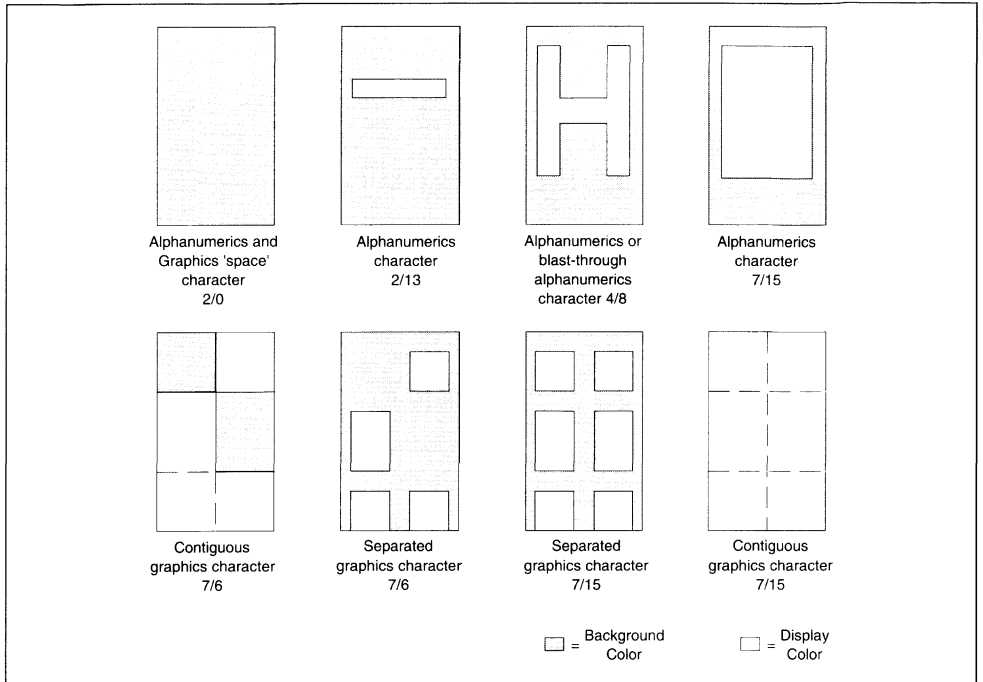 Alphanumerics and
Graphics 'space'
character
2/0
Alphanumerics
character
2/13
Alphanumerics or
blast-through
alphanumerics
character 4/8
Alphanumerics
character
7/15
Contiguous
graphics character
7/6
Separated
graphics character
7/6
Separated
graphics character
7/15
Contiguous
graphics character
7/15
= Background
Color
= Display
Color